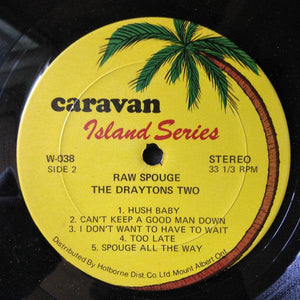 caravan
Island Series
W-038
SIDE 2
STEREO
33 1/3 RPM
RAW SPOUGE
THE DRAYTONS TWO
1. HUSH BABY
2. CAN'T KEEP A GOOD MAN DOWN
3. I DON'T WANT TO HAVE TO WAIT
4. TOO LATE
5. SPOUGE ALL THE WAY
Distributed By Holborne Dist. Co. Ltd. Mount Albert Ont.